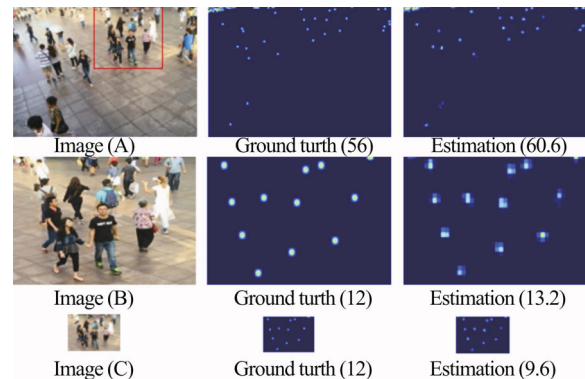 Image (A) Ground turth (56) Estimation (60.6)
Image (B) Ground turth (12) Estimation (13.2)
Image (C) Ground turth (12) Estimation (9.6)